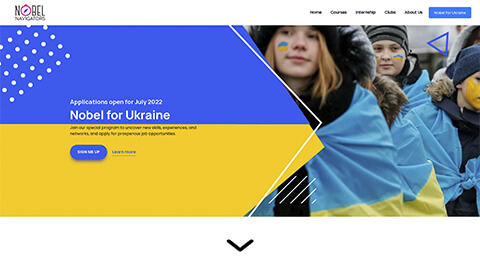 NOBEL
NAVIGATORS
Home Courses Internship Clubs About Us Nobel for Ukraine
Applications open for July 2022
Nobel for Ukraine
Join our special program to uncover new skills, experiences, and
networks, and apply for prosperous job opportunities.
SIGN ME UP Learn more